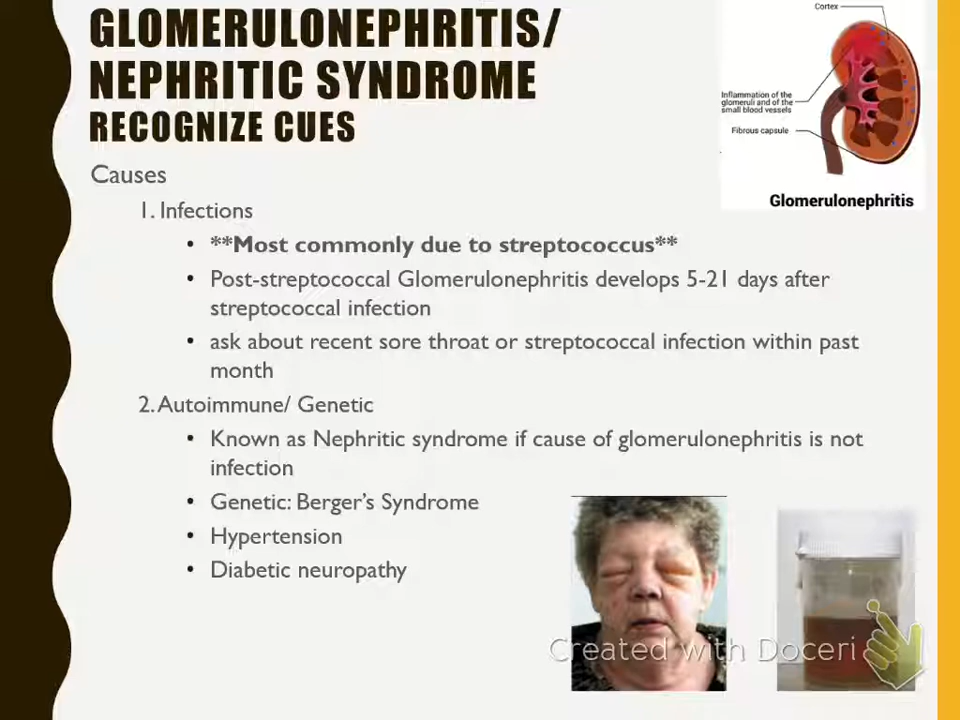 GLOMERULONEPHRITIS/
NEPHRITIC SYNDROME
RECOGNIZE CUES
Cortex
Inflammation of the
glomeruli and of the
small blood vessels
Fibrous capsule
Glomerulonephritis
Causes
1. Infections
• **Most commonly due to streptococcus**
• Post-streptococcal Glomerulonephritis develops 5-21 days after
streptococcal infection
• ask about recent sore throat or streptococcal infection within past
month
2. Autoimmune/ Genetic
• Known as Nephritic syndrome if cause of glomerulonephritis is not
infection
• Genetic: Berger's Syndrome
• Hypertension
• Diabetic neuropathy
Created with Doceri